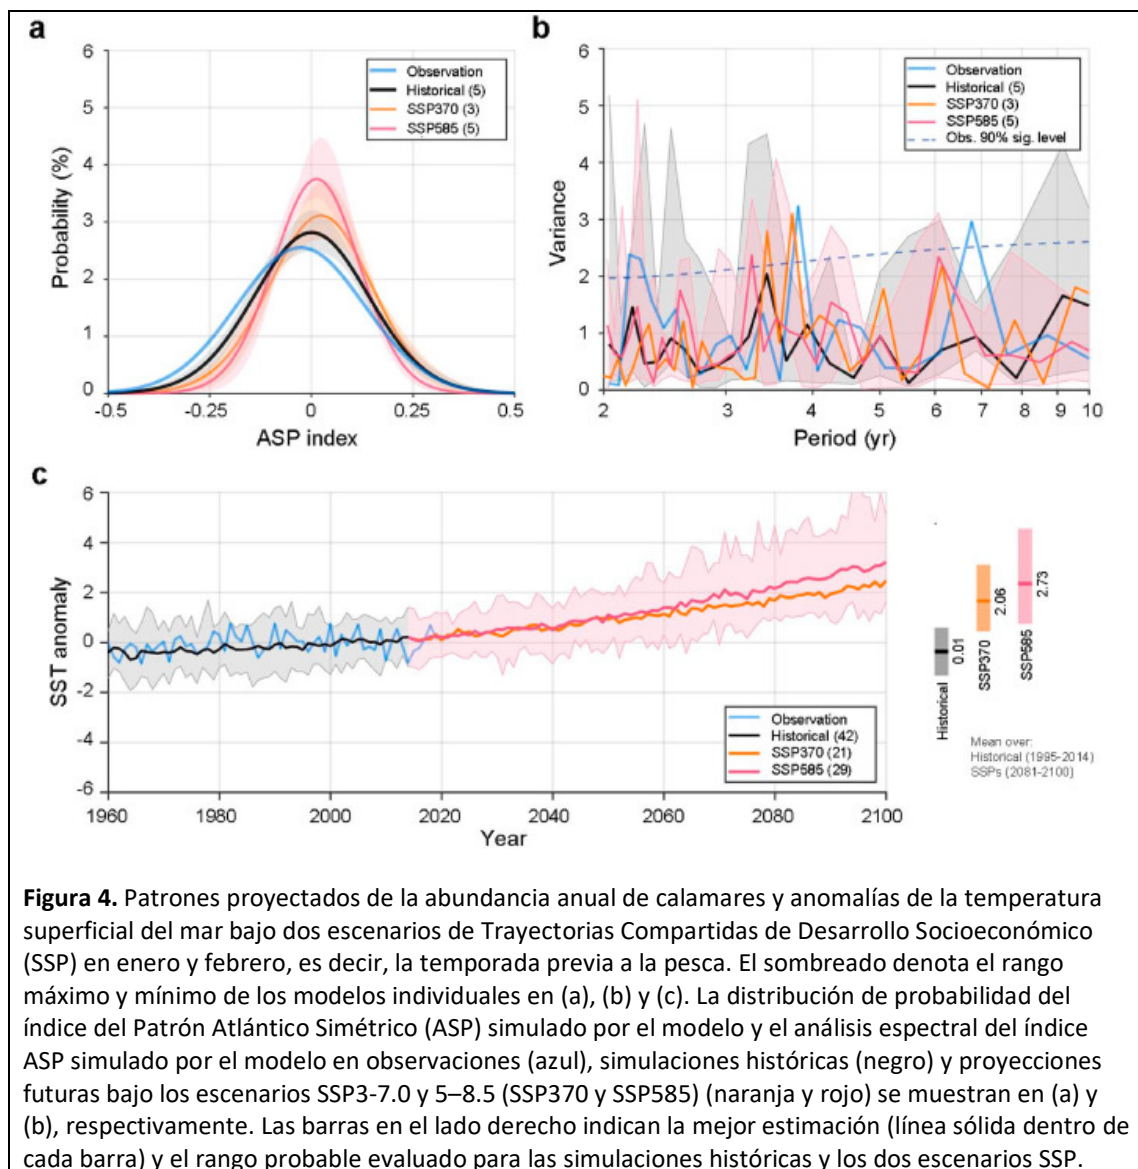 a
6
5
4
3
2
1
0
Probability (%)
-0.5
-0.25
0
0.25
0.5
ASP index
Observation
Historical (5)
SSP370 (3)
SSP585 (5)
b
6
5
4
3
2
1
0
Variance
2
3
4
5
6
7
8
9
10
Period (yr)
Observation
Historical (5)
SSP370 (3)
SSP585 (5)
Obs. 90% sig. level
c
6
4
2
0
-2
-4
-6
SST anomaly
1960
1980
2000
2020
2040
2060
2080
2100
Year
Observation
Historical (42)
SSP370 (21)
SSP585 (29)
Historical
0.01
SSP370
2.06
SSP585
2.73
Mean over:
Historical (1995-2014)
SSPs (2081-2100)
Figura 4. Patrones proyectados de la abundancia anual de calamares y anomalías de la temperatura
superficial del mar bajo dos escenarios de Trayectorias Compartidas de Desarrollo Socioeconómico
(SSP) en enero y febrero, es decir, la temporada previa a la pesca. El sombreado denota el rango
máximo y mínimo de los modelos individuales en (a), (b) y (c). La distribución de probabilidad del
índice del Patrón Atlántico Simétrico (ASP) simulado por el modelo y el análisis espectral del índice
ASP simulado por el modelo en observaciones (azul), simulaciones históricas (negro) y proyecciones
futuras bajo los escenarios SSP3-7.0 y 5–8.5 (SSP370 y SSP585) (naranja y rojo) se muestran en (a) y
(b), respectivamente. Las barras en el lado derecho indican la mejor estimación (línea sólida dentro de
cada barra) y el rango probable evaluado para las simulaciones históricas y los dos escenarios SSP.